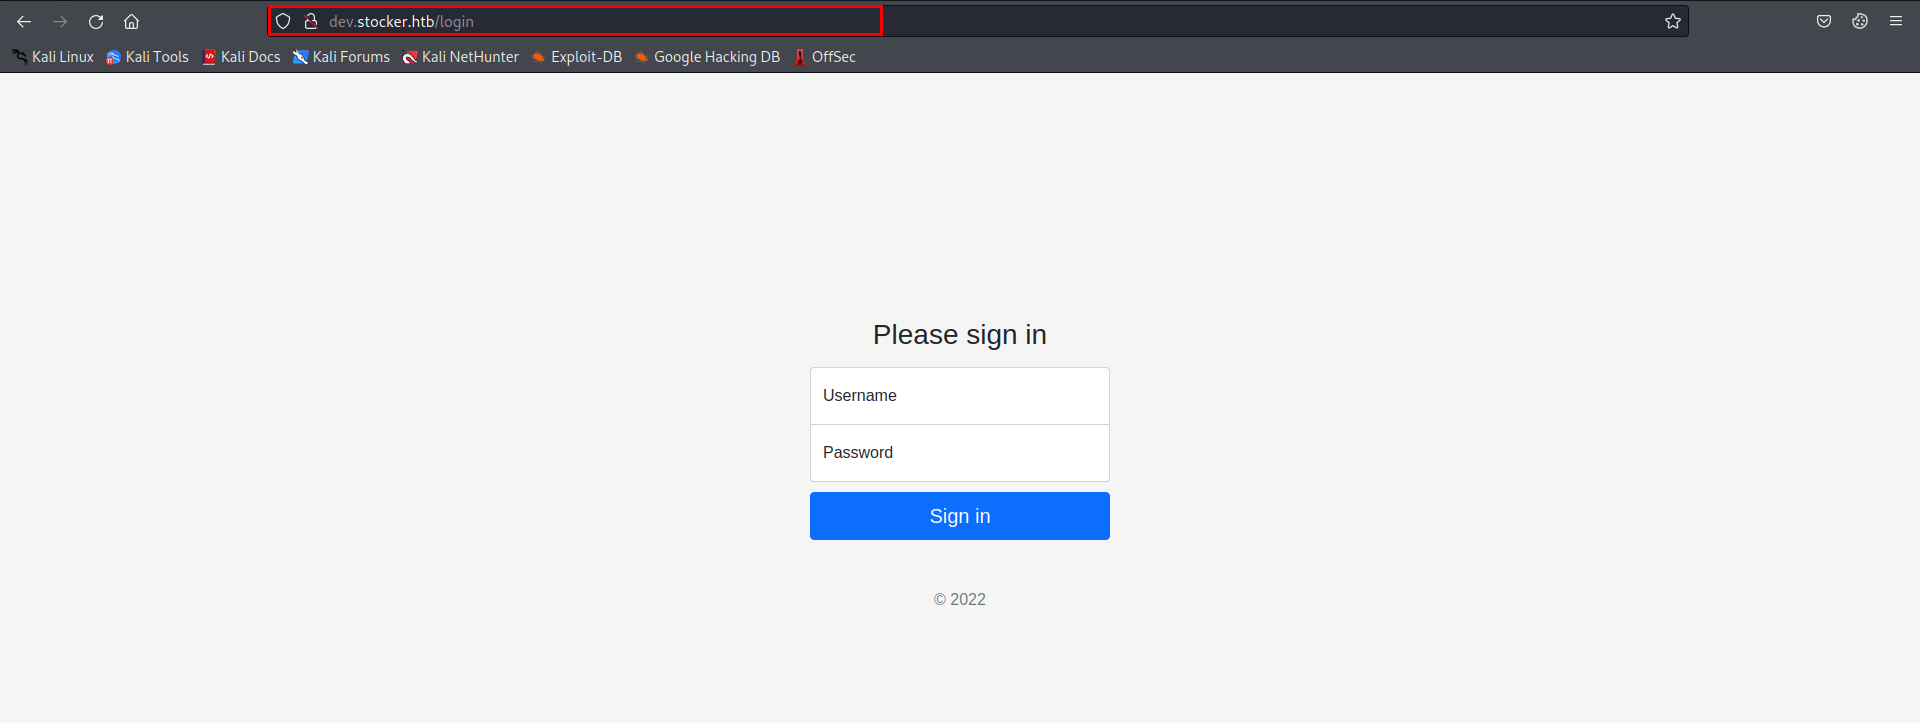 dev.stocker.htb/login
Kali Linux Kali Tools Kali Docs Kali Forums Kali NetHunter Exploit-DB Google Hacking DB OffSec
Please sign in
Username
Password
Sign in
© 2022